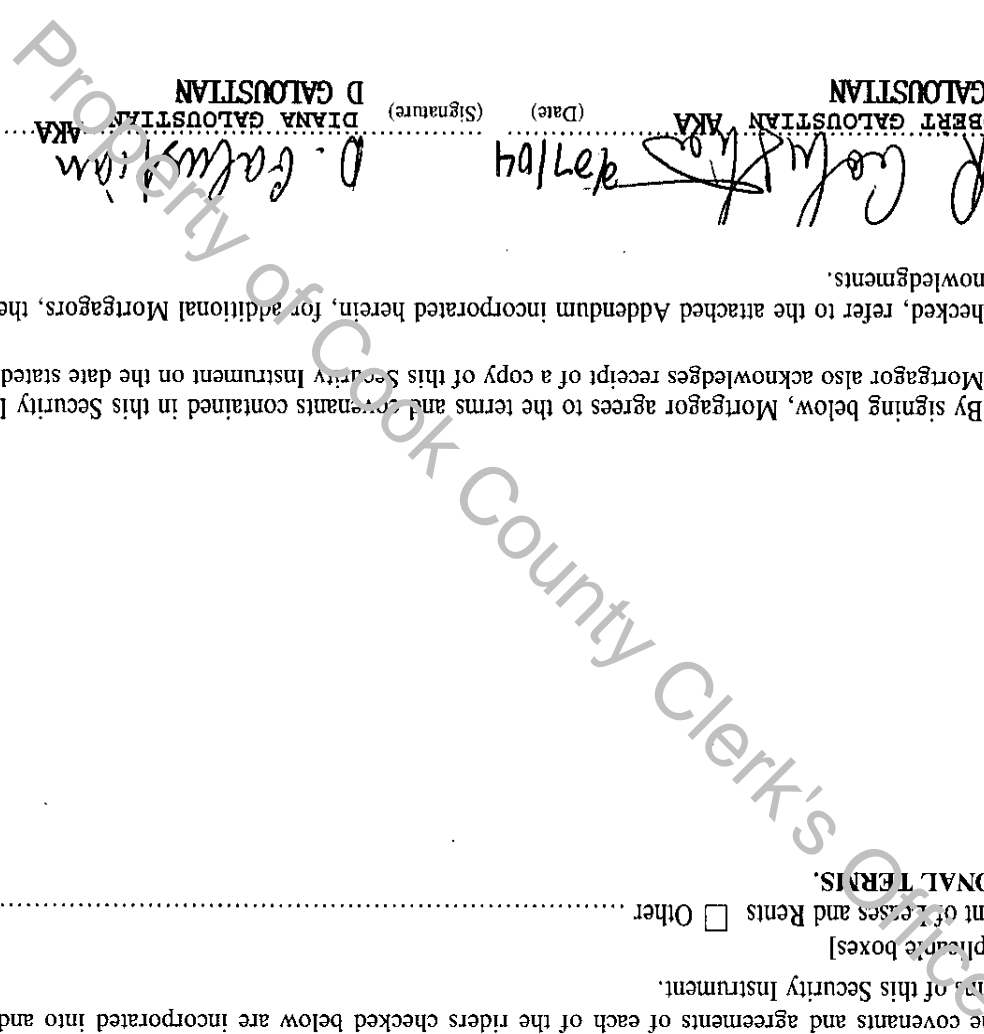 e covenants and agreements of each of the riders checked below are incorporated into and
of this Security Instrument.
plicable boxes]
nt of Leases and Rents ☐ Other
ONAL TERMS.
By signing below, Mortgagor agrees to the terms and covenants contained in this Security I
Mortgagor also acknowledges receipt of a copy of this Security Instrument on the date stated
hecked, refer to the attached Addendum incorporated herein, for additional Mortgagors, the
nowledgments.
R Galustian 9/27/04 D. Galustian
BERT GALOUSTIAN AKA (Date) (Signature) DIANA GALOUSTIAN AKA
GALOUSTIAN D GALOUSTIAN
Property of Cook County Clerk's Office